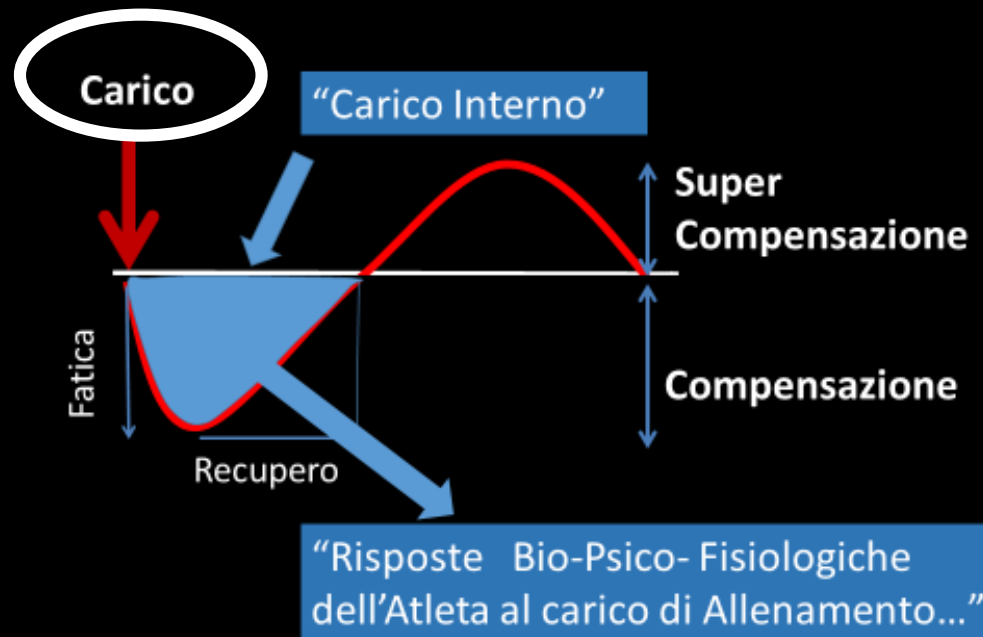 Carico
“Carico Interno”
Super
Compensazione
Fatica
Compensazione
Recupero
“Risposte Bio-Psico- Fisiologiche
dell’Atleta al carico di Allenamento…”